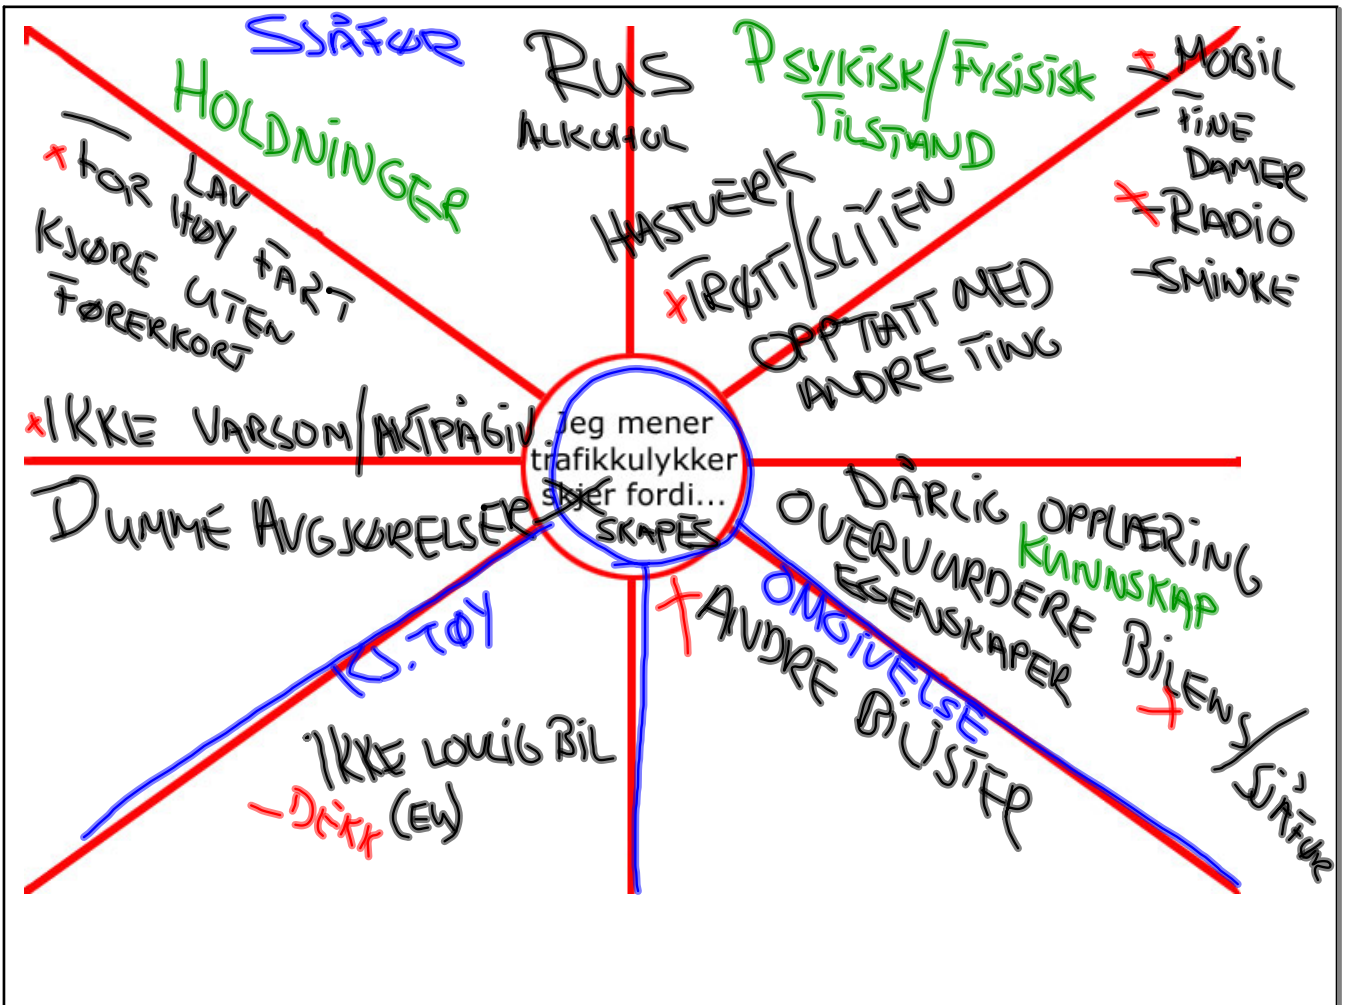 SJÅFØR
HOLDNINGER
- FOR LAV
HØY FART
KJØRE UTEN
FØRERKORT
RUS
ALKOHOL
PSYKISK/FYSISISK
TILSTAND
HASTVERK
TRØTT/SLITEN
OPPTATT MED
ANDRE TING
- MOBIL
- FINE
DAMER
- RADIO
- SMINKE
IKKE VARSOM/AKTPÅGIV.
Jeg mener
trafikkulykker
skjer fordi...
SKAPES
DUMME AVGJØRELSER
DÅRLIG OPPLÆRING
KUNNSKAP
OVERVURDERE BILENS/SJÅFØR
EGENSKAPER
OMGIVELSE
ANDRE BILISTER
KJ.TØY
IKKE LOVLIG BIL
- DEKK (EU)